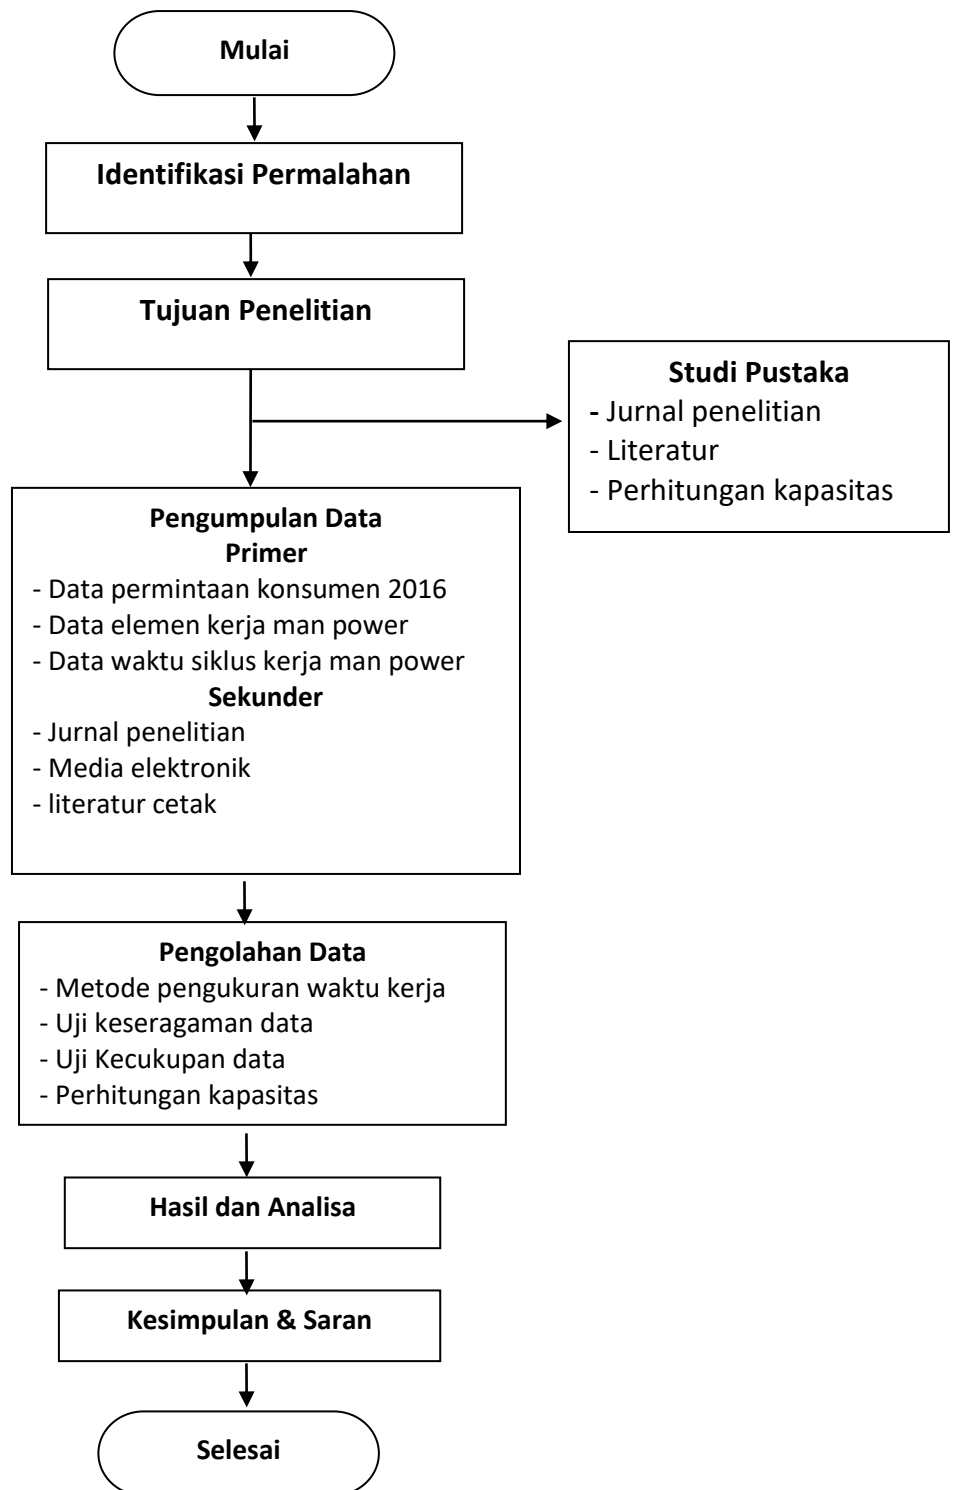 Mulai
Identifikasi Permalahan
Tujuan Penelitian
Studi Pustaka
- Jurnal penelitian
- Literatur
- Perhitungan kapasitas
Pengumpulan Data
Primer
- Data permintaan konsumen 2016
- Data elemen kerja man power
- Data waktu siklus kerja man power
Sekunder
- Jurnal penelitian
- Media elektronik
- literatur cetak
Pengolahan Data
- Metode pengukuran waktu kerja
- Uji keseragaman data
- Uji Kecukupan data
- Perhitungan kapasitas
Hasil dan Analisa
Kesimpulan & Saran
Selesai